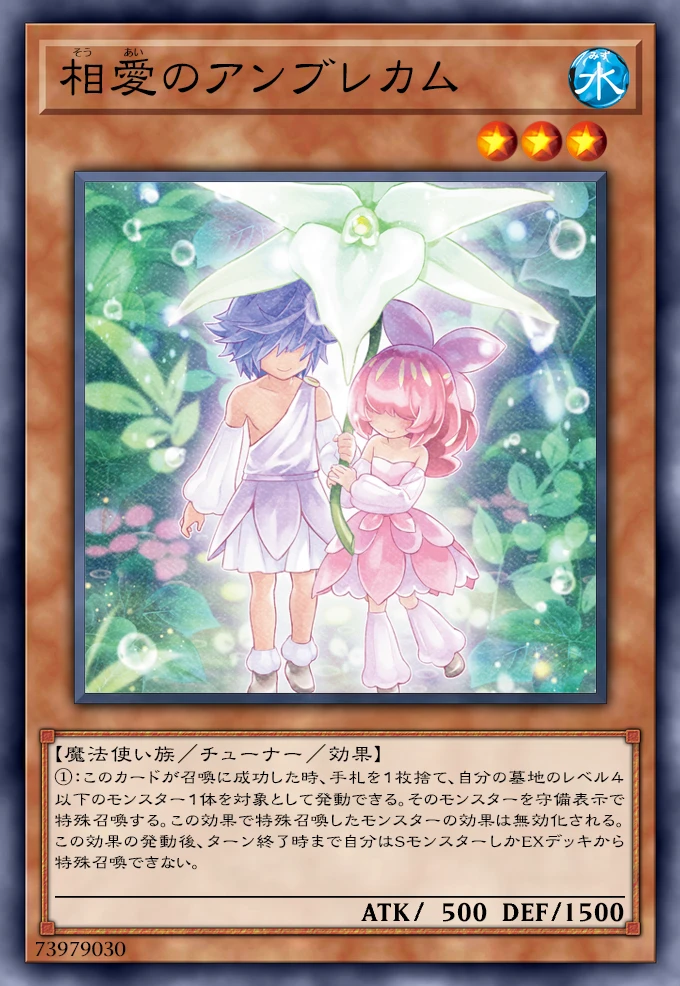 そう あい
相愛のアンブレカム
みず
水
【魔法使い族／チューナー／効果】
①：このカードが召喚に成功した時、手札を１枚捨て、自分の墓地のレベル４
以下のモンスター１体を対象として発動できる。そのモンスターを守備表示で
特殊召喚する。この効果で特殊召喚したモンスターの効果は無効化される。
この効果の発動後、ターン終了時まで自分はSモンスターしかEXデッキから
特殊召喚できない。
ATK/ 500 DEF/1500
73979030